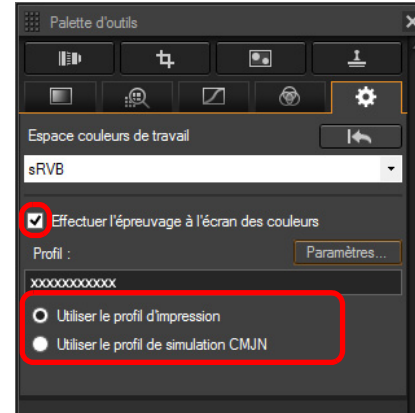 Palette d'outils
Espace couleurs de travail
sRVB
Effectuer l'épreuvage à l'écran des couleurs
Profil :
Paramètres...
xxxxxxxxxxx
Utiliser le profil d'impression
Utiliser le profil de simulation CMJN